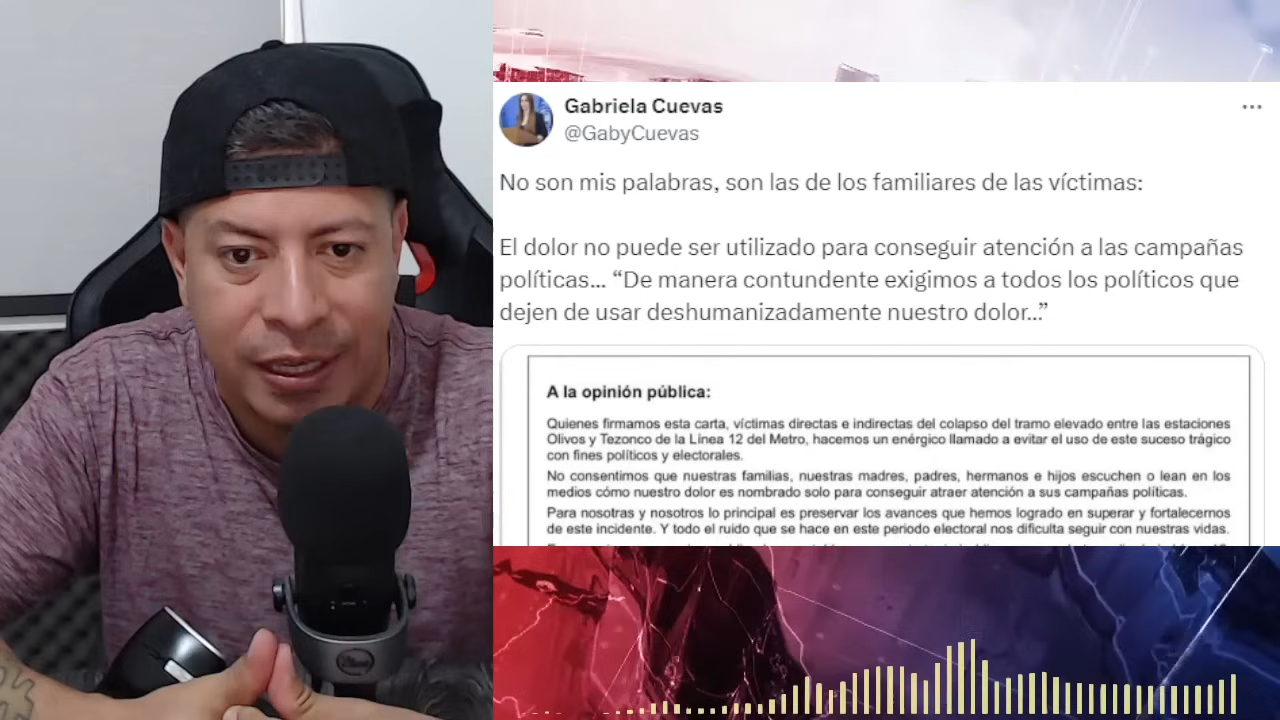 Gabriela Cuevas
@GabyCuevas
No son mis palabras, son las de los familiares de las víctimas:
El dolor no puede ser utilizado para conseguir atención a las campañas
políticas... “De manera contundente exigimos a todos los políticos que
dejen de usar deshumanizadamente nuestro dolor...”
A la opinión pública:
Quienes firmamos esta carta, víctimas directas e indirectas del colapso del tramo elevado entre las estaciones
Olivos y Tezonco de la Línea 12 del Metro, hacemos un enérgico llamado a evitar el uso de este suceso trágico
con fines políticos y electorales.
No consentimos que nuestras familias, nuestras madres, padres, hermanos e hijos escuchen o lean en los
medios cómo nuestro dolor es nombrado solo para conseguir atraer atención a sus campañas políticas.
Para nosotras y nosotros lo principal es preservar los avances que hemos logrado en superar y fortalecernos
de este incidente. Y todo el ruido que se hace en este periodo electoral nos dificulta seguir con nuestras vidas.